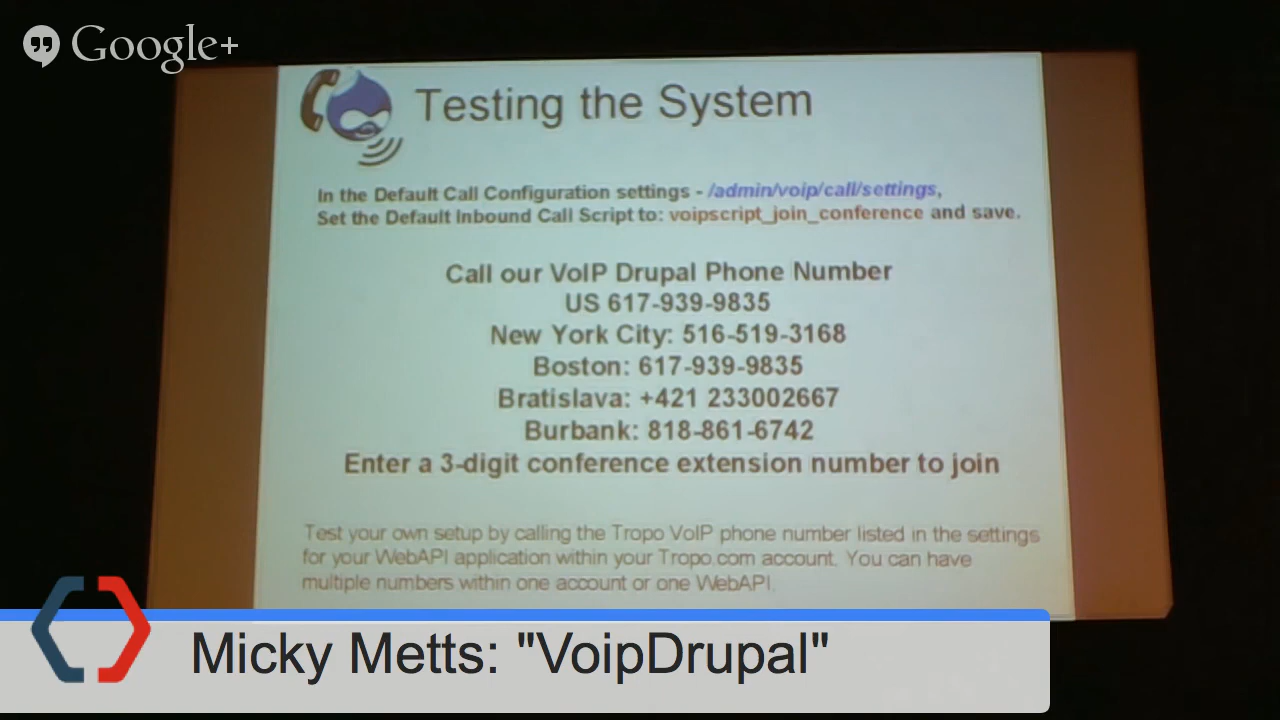 Google+
Testing the System
In the Default Call Configuration settings - /admin/voip/call/settings,
Set the Default Inbound Call Script to: voipscript_join_conference and save.
Call our VoIP Drupal Phone Number
US 617-939-9835
New York City: 516-519-3168
Boston: 617-939-9835
Bratislava: +421 233002667
Burbank: 818-861-6742
Enter a 3-digit conference extension number to join
Test your own setup by calling the Tropo VoIP phone number listed in the settings
for your WebAPI application within your Tropo.com account. You can have
multiple numbers within one account or one WebAPI.
Micky Metts: "VoipDrupal"